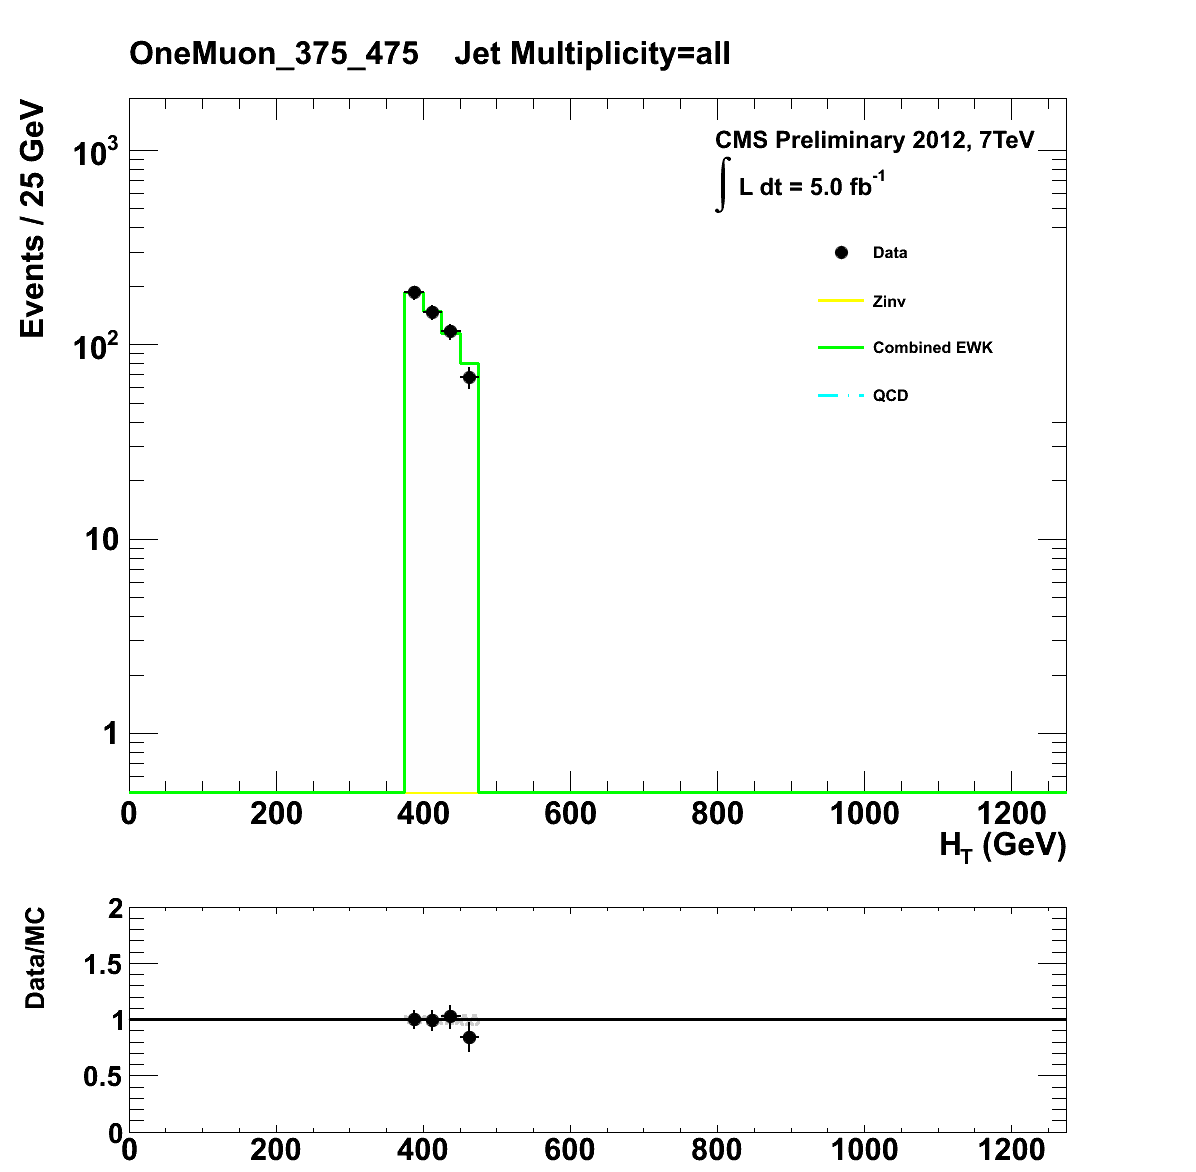 OneMuon_375_475 Jet Multiplicity=all
Events / 25 GeV
CMS Preliminary 2012, 7TeV
∫ L dt = 5.0 fb-1
Data
Zinv
Combined EWK
QCD
10³
10²
10
1
0 200 400 600 800 1000 1200
HT (GeV)
Data/MC
2
1.5
1
0.5
0
0 200 400 600 800 1000 1200